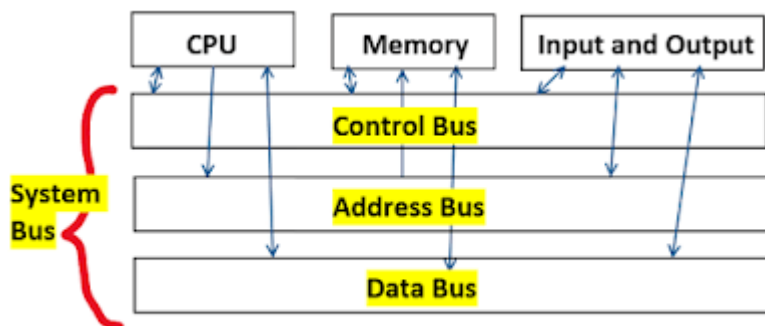 CPU
Memory
Input and Output
Control Bus
System
Bus
Address Bus
Data Bus